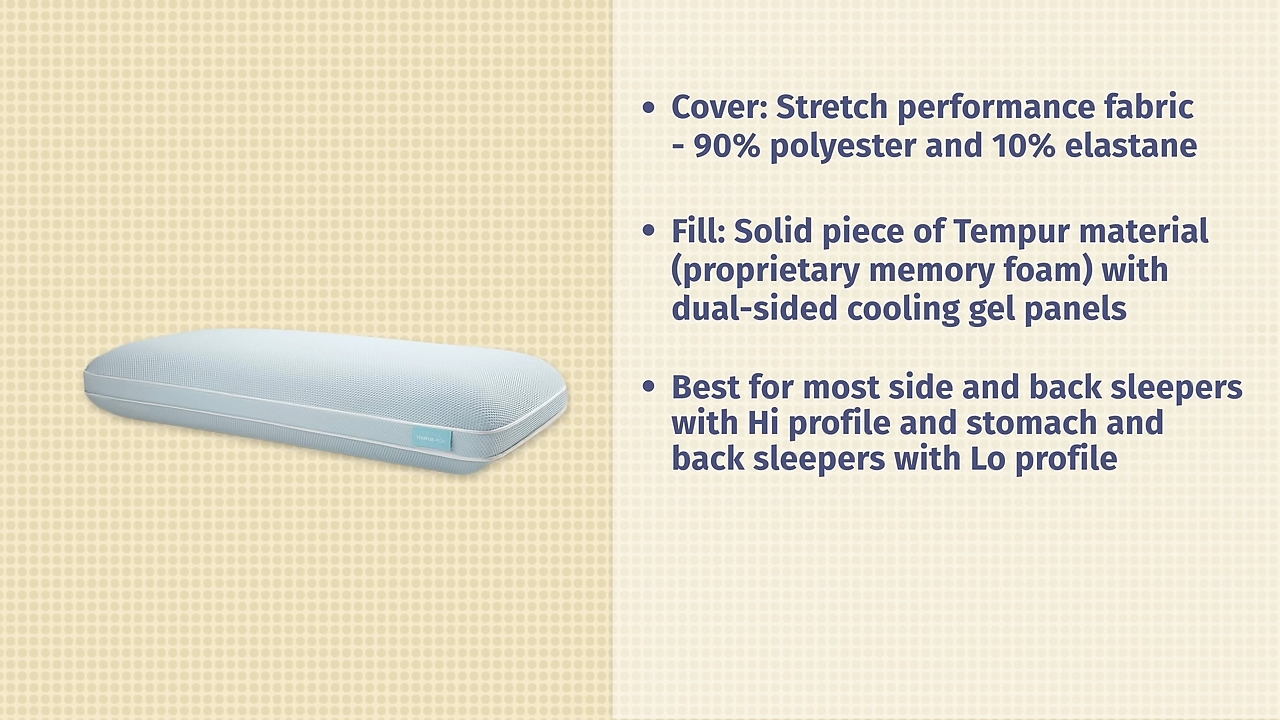 • Cover: Stretch performance fabric
- 90% polyester and 10% elastane
• Fill: Solid piece of Tempur material
(proprietary memory foam) with
dual-sided cooling gel panels
• Best for most side and back sleepers
with Hi profile and stomach and
back sleepers with Lo profile